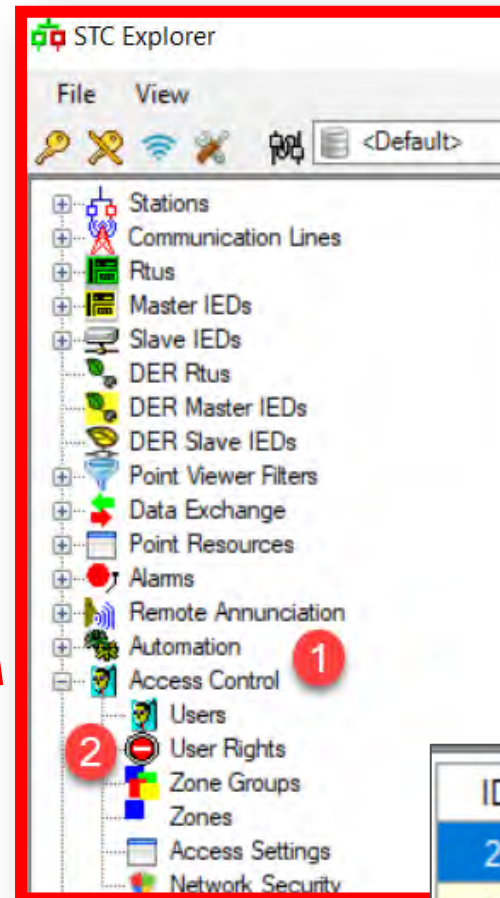 STC Explorer
File View
<Default>
Stations
Communication Lines
Rtus
Master IEDs
Slave IEDs
DER Rtus
DER Master IEDs
DER Slave IEDs
Point Viewer Filters
Data Exchange
Point Resources
Alarms
Remote Annunciation
Automation
1
Access Control
Users
2 User Rights
Zone Groups
Zones
Access Settings
Network Security
ID
2